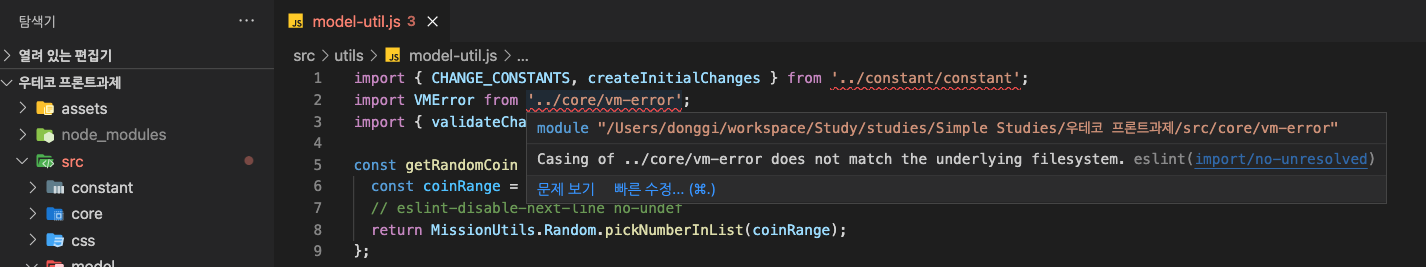 탐색기
···
열려 있는 편집기
우테코 프론트과제
assets
node_modules
src
constant
core
css
model
JS model-util.js 3 ×
src > utils > JS model-util.js > ...
1 import { CHANGE_CONSTANTS, createInitialChanges } from '../constant/constant';
2 import VMError from '../core/vm-error';
3 import { validateCha
module "/Users/donggi/workspace/Study/studies/Simple Studies/우테코 프론트과제/src/core/vm-error"
Casing of ../core/vm-error does not match the underlying filesystem. eslint(import/no-unresolved)
문제 보기 빠른 수정... (⌘.)
4
5 const getRandomCoin
6 const coinRange =
7 // eslint-disable-next-line no-undef
8 return MissionUtils.Random.pickNumberInList(coinRange);
9 };